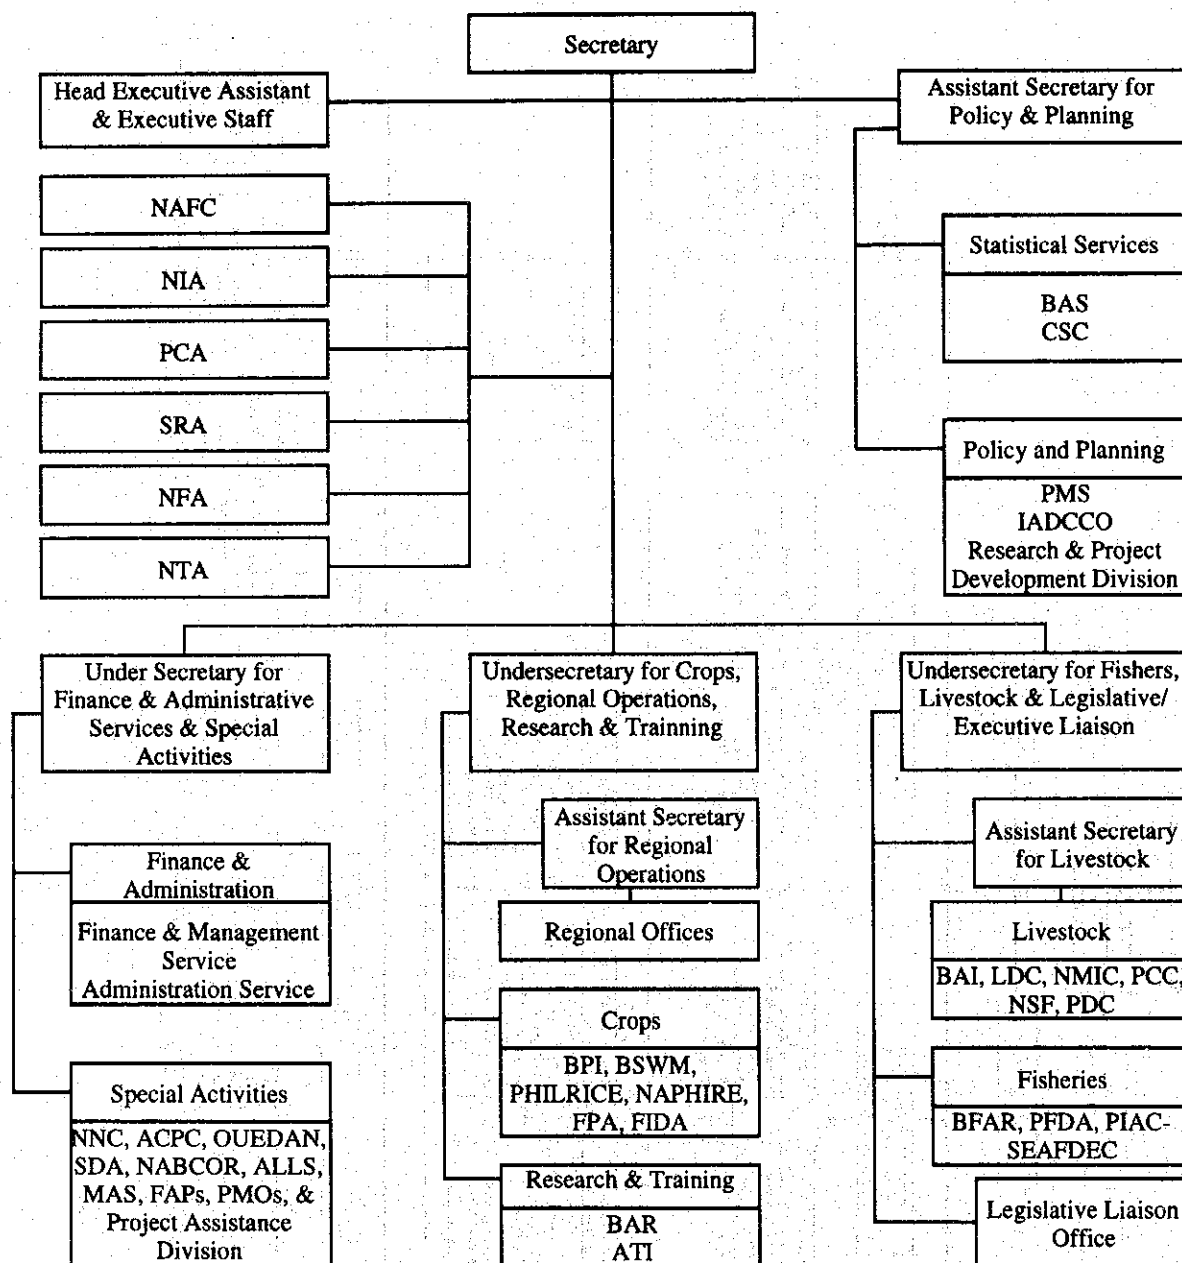 Secretary
Head Executive Assistant
& Executive Staff
Assistant Secretary for
Policy & Planning
NAFC
NIA
PCA
SRA
NFA
NTA
Statistical Services
BAS
CSC
Policy and Planning
PMS
IADCCO
Research & Project
Development Division
Under Secretary for
Finance & Administrative
Services & Special
Activities
Finance &
Administration
Finance & Management
Service
Administration Service
Special Activities
NNC, ACPC, OUEDAN,
SDA, NABCOR, ALLS,
MAS, FAPs, PMOs, &
Project Assistance
Division
Undersecretary for Crops,
Regional Operations,
Research & Trainning
Assistant Secretary
for Regional
Operations
Regional Offices
Crops
BPI, BSWM,
PHILRICE, NAPHIRE,
FPA, FIDA
Research & Training
BAR
ATI
Undersecretary for Fishers,
Livestock & Legislative/
Executive Liaison
Assistant Secretary
for Livestock
Livestock
BAI, LDC, NMIC, PCC,
NSF, PDC
Fisheries
BFAR, PFDA, PIAC-
SEAFDEC
Legislative Liaison
Office